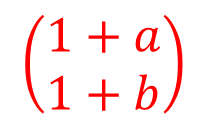 (1 + a
1 + b)